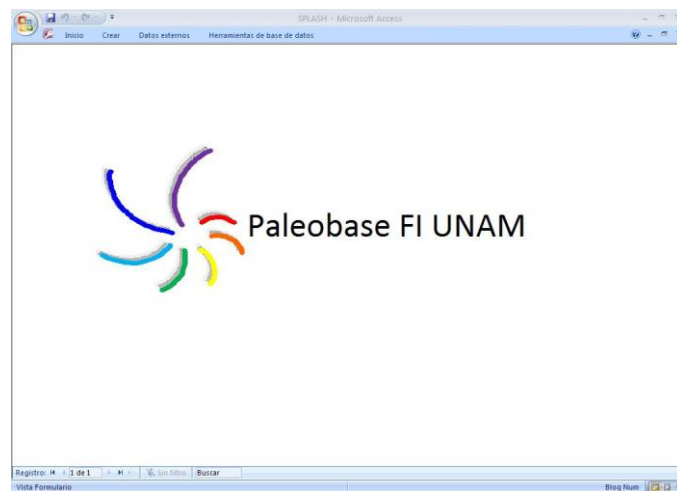 SPLASH - Microsoft Access
Inicio Crear Datos externos Herramientas de base de datos
Paleobase FI UNAM
Registro: 1 de 1 Sin filtro Buscar
Vista Formulario Bloq Num